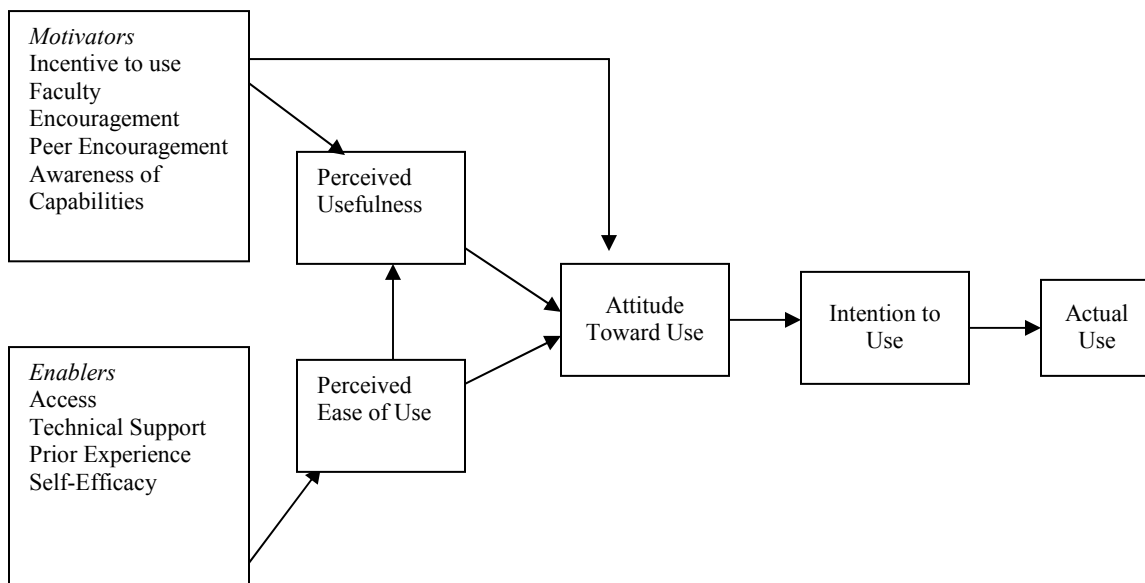 Motivators
Incentive to use
Faculty
Encouragement
Peer Encouragement
Awareness of
Capabilities
Perceived
Usefulness
Enablers
Access
Technical Support
Prior Experience
Self-Efficacy
Perceived
Ease of Use
Attitude
Toward Use
Intention to
Use
Actual
Use